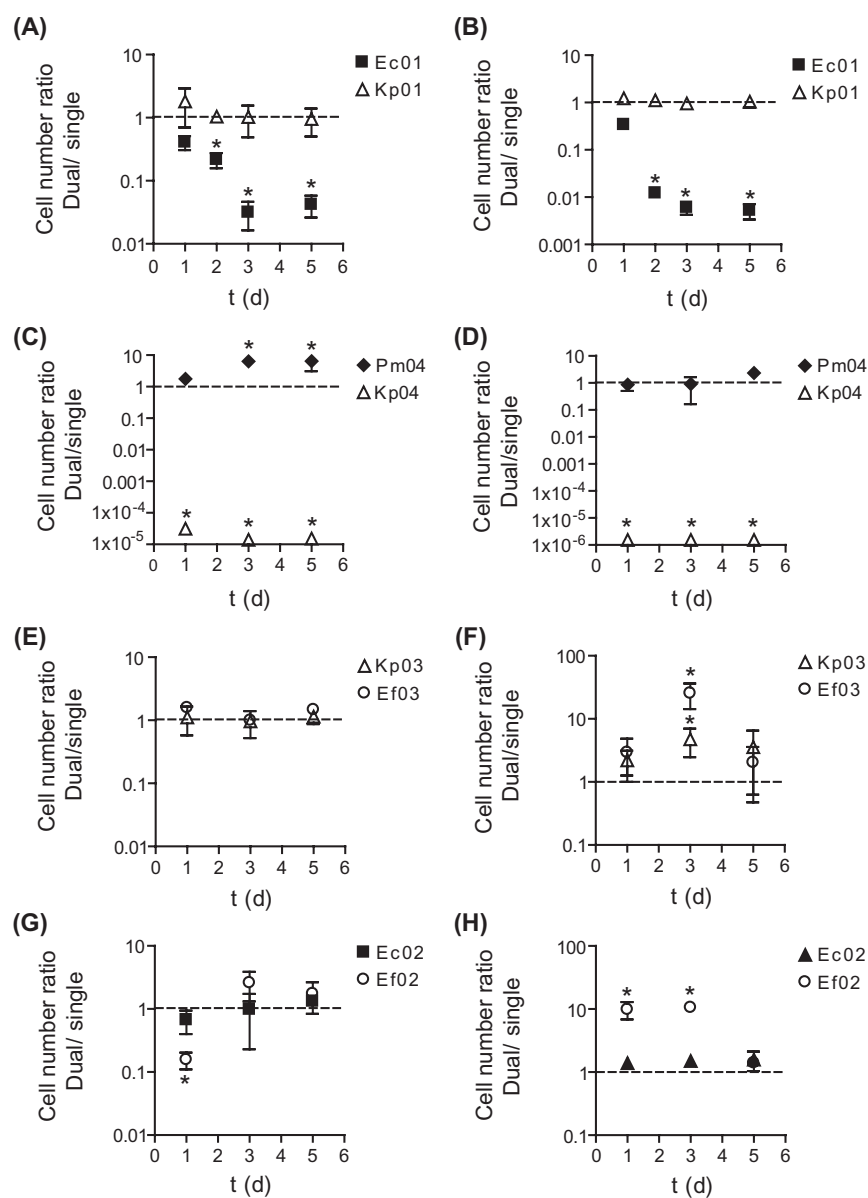 (A)
Cell number ratio
Dual/ single
10
1
0.1
0.01
0 1 2 3 4 5 6
t (d)
* * *
Ec01
Kp01
(B)
Cell number ratio
Dual/ single
10
1
0.1
0.01
0.001
0 1 2 3 4 5 6
t (d)
* * *
Ec01
Kp01
(C)
Cell number ratio
Dual/single
10
1
0.1
0.01
0.001
1x10-4
1x10-5
0 1 2 3 4 5 6
t (d)
* *
* * *
Pm04
Kp04
(D)
Cell number ratio
Dual/single
10
1
0.1
0.01
0.001
1x10-4
1x10-5
1x10-6
0 1 2 3 4 5 6
t (d)
* * *
Pm04
Kp04
(E)
Cell number ratio
Dual/single
10
1
0.1
0.01
0 1 2 3 4 5 6
t (d)
Kp03
Ef03
(F)
Cell number ratio
Dual/single
100
10
1
0.1
0 1 2 3 4 5 6
t (d)
*
*
Kp03
Ef03
(G)
Cell number ratio
Dual/ single
10
1
0.1
0.01
0 1 2 3 4 5 6
t (d)
*
Ec02
Ef02
(H)
Cell number ratio
Dual/ single
100
10
1
0.1
0 1 2 3 4 5 6
t (d)
* *
Ec02
Ef02